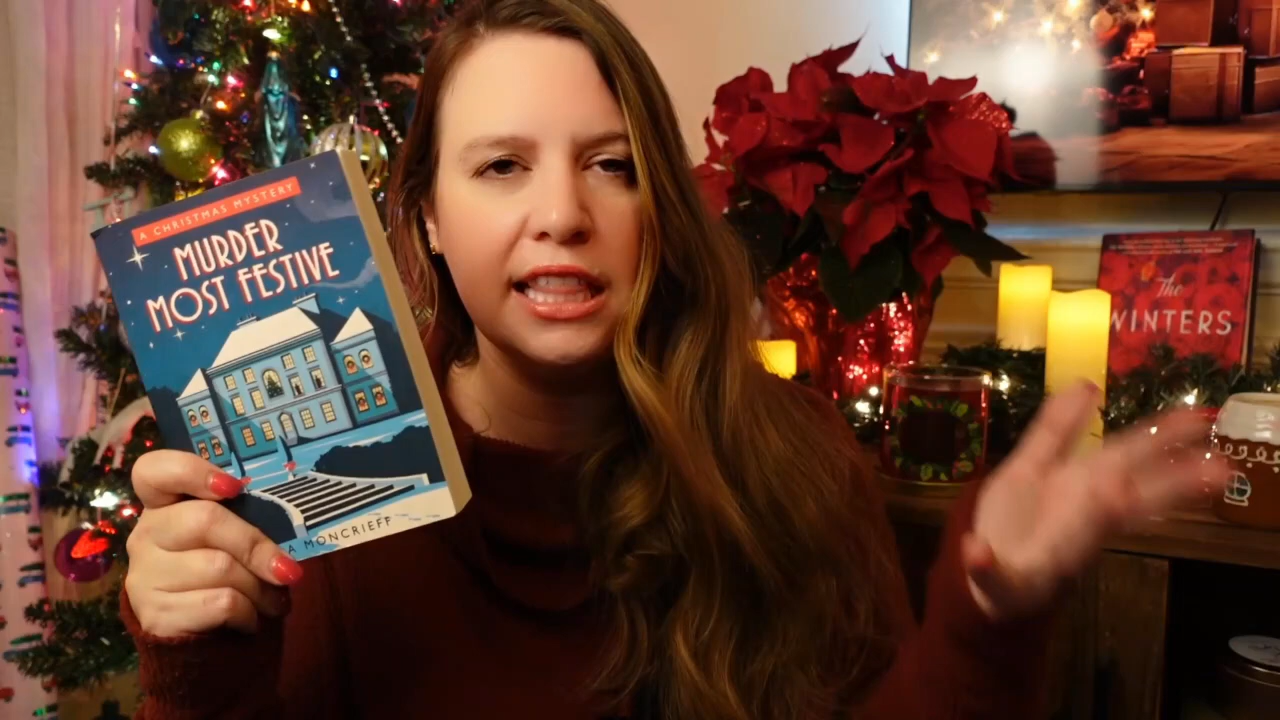 A CHRISTMAS MYSTERY
MURDER
MOST FESTIVE
A MONCRIEFF
The
WINTERS